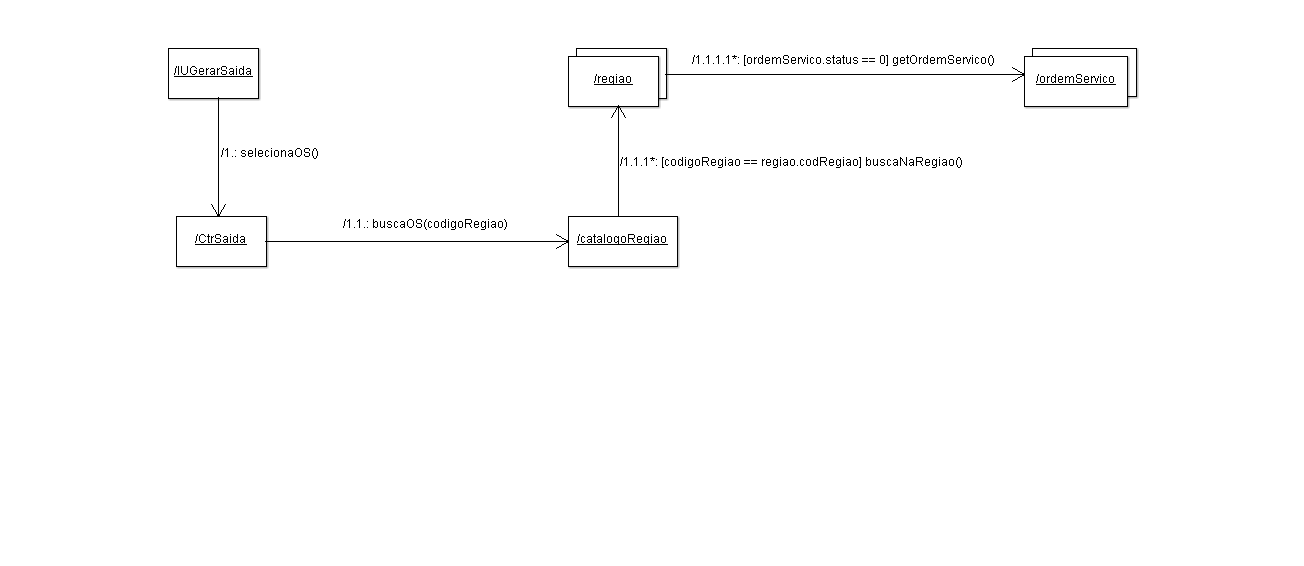 /IUGerarSaida
/1.: selecionaOS()
/CtrSaida
/1.1.: buscaOS(codigoRegiao)
/catalogoRegiao
/1.1.1*: [codigoRegiao == regiao.codRegiao] buscaNaRegiao()
/regiao
/1.1.1.1*: [ordemServico.status == 0] getOrdemServico()
/ordemServico